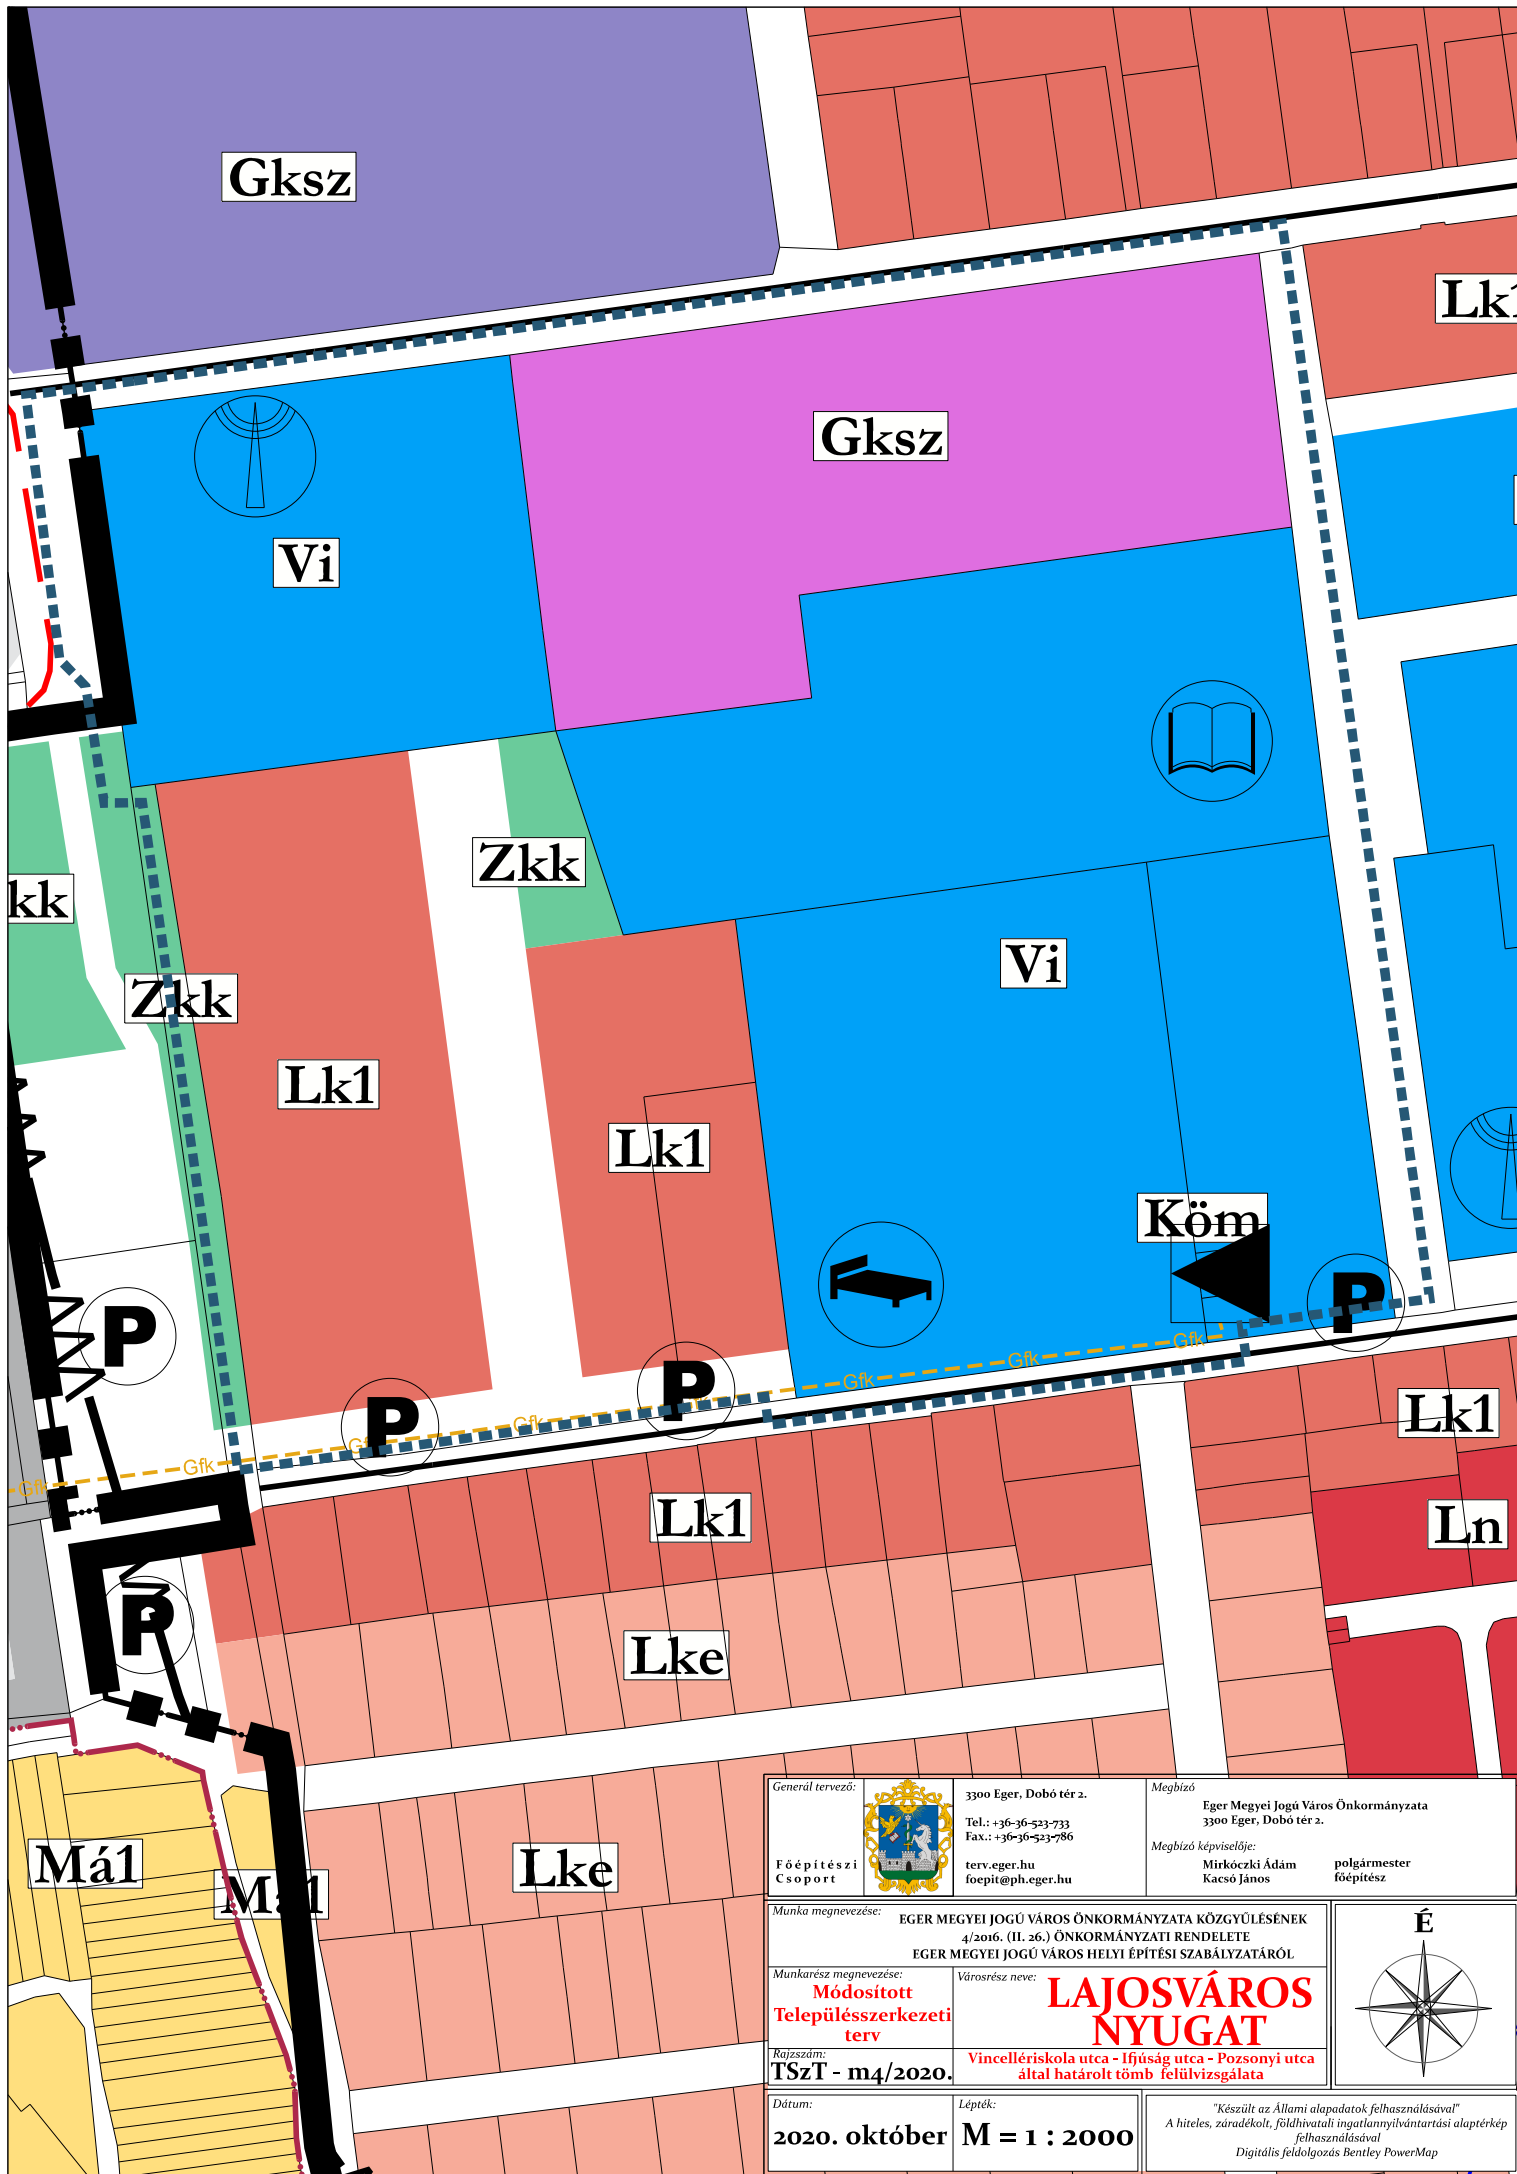 Gksz
Lk1
Gksz
Vi
Zkk
kk
Vi
Zkk
Lk1
Lk1
Köm
P
P
P
P
Gfk
Gfk
Gfk
Gfk
Gfk
Gfk
Gfk
Lk1
Lk1
Ln
P
Lke
Má1
Má1
Lke
Generál tervező:
Főépítészi
Csoport
3300 Eger, Dobó tér 2.
Tel.: +36-36-523-733
Fax.: +36-36-523-786
terv.eger.hu
foepit@ph.eger.hu
Megbízó
Eger Megyei Jogú Város Önkormányzata
3300 Eger, Dobó tér 2.
Megbízó képviselője:
Mirkóczki Ádám polgármester
Kacsó János főépítész
Munka megnevezése:
EGER MEGYEI JOGÚ VÁROS ÖNKORMÁNYZATA KÖZGYŰLÉSÉNEK
4/2016. (II. 26.) ÖNKORMÁNYZATI RENDELETE
EGER MEGYEI JOGÚ VÁROS HELYI ÉPÍTÉSI SZABÁLYZATÁRÓL
É
Munkarész megnevezése:
Módosított
Településszerkezeti
terv
Városrész neve:
LAJOSVÁROS
NYUGAT
Rajzszám:
TSzT - m4/2020.
Vincellériskola utca - Ifjúság utca - Pozsonyi utca
által határolt tömb felülvizsgálata
Dátum:
2020. október
Lépték:
M = 1 : 2000
"Készült az Állami alapadatok felhasználásával"
A hiteles, záradékolt, földhivatali ingatlannyilvántartási alaptérkép
felhasználásával
Digitális feldolgozás Bentley PowerMap